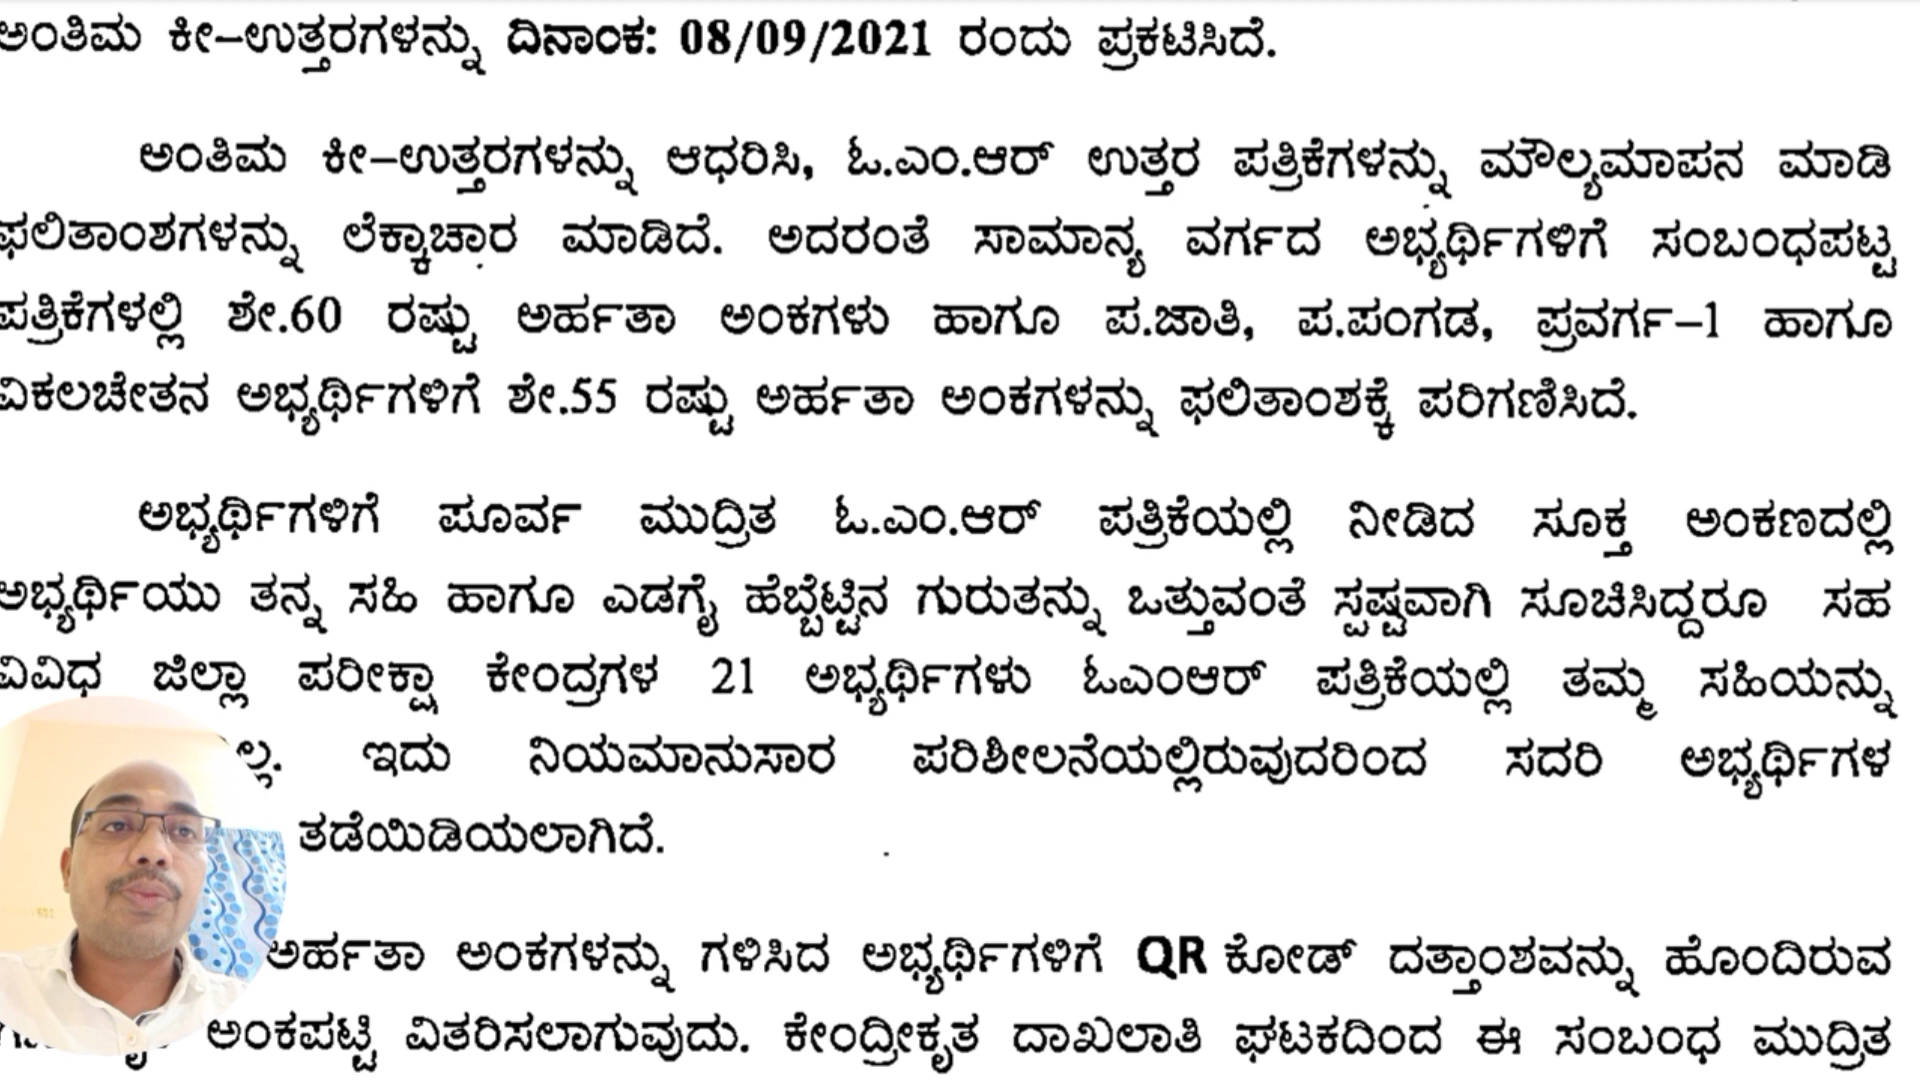 ಅಂತಿಮ ಕೀ–ಉತ್ತರಗಳನ್ನು ದಿನಾಂಕ: 08/09/2021 ರಂದು ಪ್ರಕಟಿಸಿದೆ.
ಅಂತಿಮ ಕೀ–ಉತ್ತರಗಳನ್ನು ಆಧರಿಸಿ, ಓ.ಎಂ.ಆರ್ ಉತ್ತರ ಪತ್ರಿಕೆಗಳನ್ನು ಮೌಲ್ಯಮಾಪನ ಮಾಡಿ
ಫಲಿತಾಂಶಗಳನ್ನು ಲೆಕ್ಕಾಚಾರ ಮಾಡಿದೆ. ಅದರಂತೆ ಸಾಮಾನ್ಯ ವರ್ಗದ ಅಭ್ಯರ್ಥಿಗಳಿಗೆ ಸಂಬಂಧಪಟ್ಟ
ಪತ್ರಿಕೆಗಳಲ್ಲಿ ಶೇ.60 ರಷ್ಟು ಅರ್ಹತಾ ಅಂಕಗಳು ಹಾಗೂ ಪ.ಜಾತಿ, ಪ.ಪಂಗಡ, ಪ್ರವರ್ಗ–1 ಹಾಗೂ
ವಿಕಲಚೇತನ ಅಭ್ಯರ್ಥಿಗಳಿಗೆ ಶೇ.55 ರಷ್ಟು ಅರ್ಹತಾ ಅಂಕಗಳನ್ನು ಫಲಿತಾಂಶಕ್ಕೆ ಪರಿಗಣಿಸಿದೆ.
ಅಭ್ಯರ್ಥಿಗಳಿಗೆ ಪೂರ್ವ ಮುದ್ರಿತ ಓ.ಎಂ.ಆರ್ ಪತ್ರಿಕೆಯಲ್ಲಿ ನೀಡಿದ ಸೂಕ್ತ ಅಂಕಣದಲ್ಲಿ
ಅಭ್ಯರ್ಥಿಯು ತನ್ನ ಸಹಿ ಹಾಗೂ ಎಡಗೈ ಹೆಬ್ಬೆಟ್ಟಿನ ಗುರುತನ್ನು ಒತ್ತುವಂತೆ ಸ್ಪಷ್ಟವಾಗಿ ಸೂಚಿಸಿದ್ದರೂ ಸಹ
ವಿವಿಧ ಜಿಲ್ಲಾ ಪರೀಕ್ಷಾ ಕೇಂದ್ರಗಳ 21 ಅಭ್ಯರ್ಥಿಗಳು ಓಎಂಆರ್ ಪತ್ರಿಕೆಯಲ್ಲಿ ತಮ್ಮ ಸಹಿಯನ್ನು
ಇದು ನಿಯಮಾನುಸಾರ ಪರಿಶೀಲನೆಯಲ್ಲಿರುವುದರಿಂದ ಸದರಿ ಅಭ್ಯರ್ಥಿಗಳ
ತಡೆಯಿಡಿಯಲಾಗಿದೆ.
ಅರ್ಹತಾ ಅಂಕಗಳನ್ನು ಗಳಿಸಿದ ಅಭ್ಯರ್ಥಿಗಳಿಗೆ QR ಕೋಡ್ ದತ್ತಾಂಶವನ್ನು ಹೊಂದಿರುವ
ಅಂಕಪಟ್ಟಿ ವಿತರಿಸಲಾಗುವುದು. ಕೇಂದ್ರೀಕೃತ ದಾಖಲಾತಿ ಘಟಕದಿಂದ ಈ ಸಂಬಂಧ ಮುದ್ರಿತ